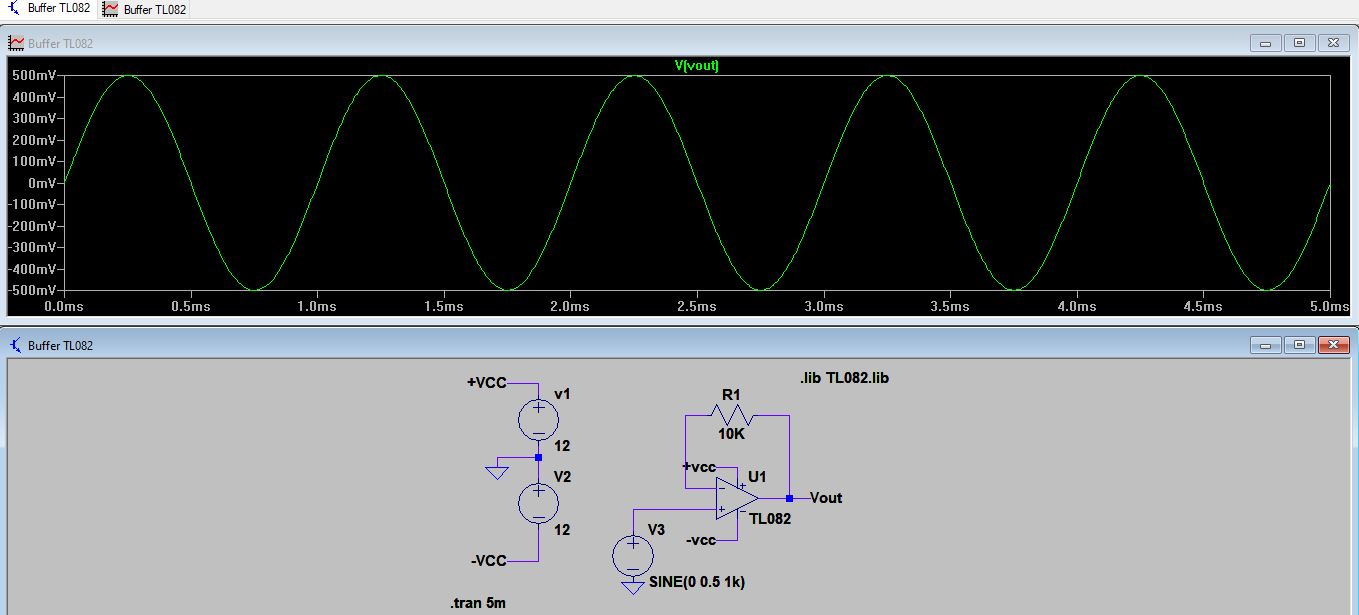 Buffer TL082 Buffer TL082
Buffer TL082
V(vout)
500mV
400mV
300mV
200mV
100mV
0mV
-100mV
-200mV
-300mV
-400mV
-500mV
0.0ms 0.5ms 1.0ms 1.5ms 2.0ms 2.5ms 3.0ms 3.5ms 4.0ms 4.5ms 5.0ms
Buffer TL082
+VCC
v1
12
V2
12
-VCC
.tran 5m
.lib TL082.lib
R1
10K
+vcc
U1
Vout
TL082
-vcc
V3
SINE(0 0.5 1k)